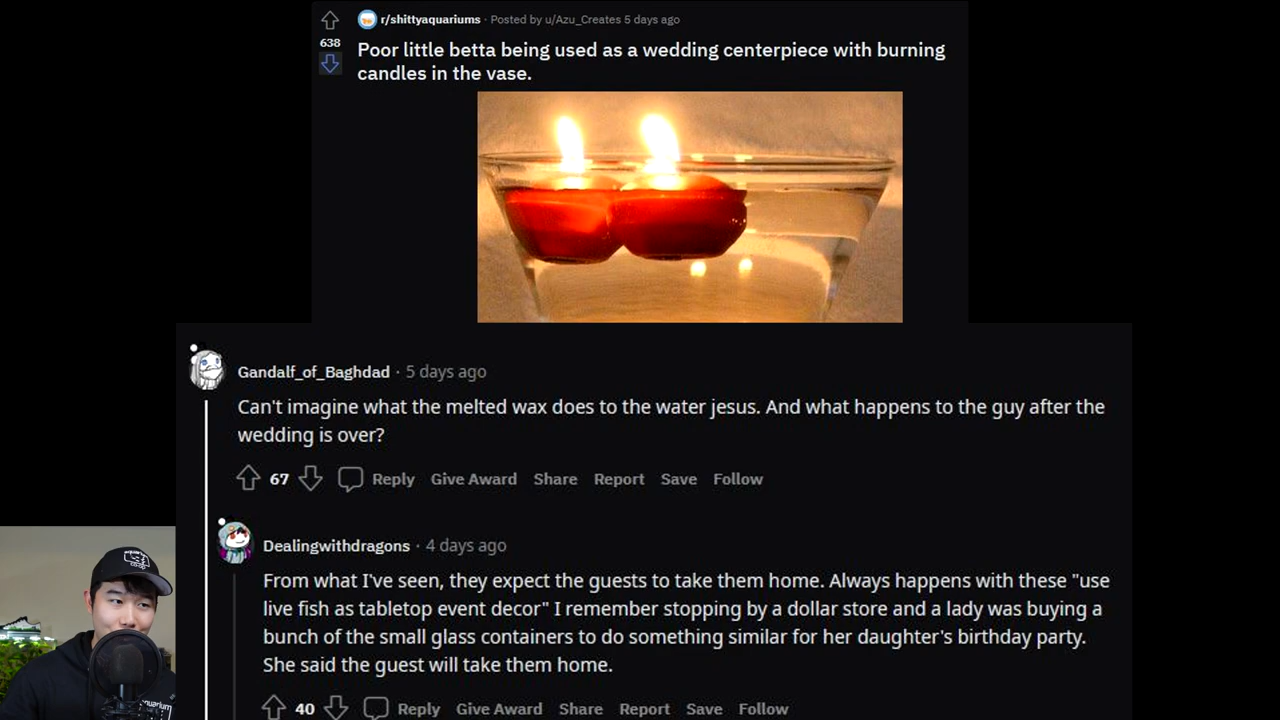 r/shittyaquariums · Posted by u/Azu_Creates 5 days ago
638
Poor little betta being used as a wedding centerpiece with burning
candles in the vase.
Gandalf_of_Baghdad · 5 days ago
Can't imagine what the melted wax does to the water jesus. And what happens to the guy after the
wedding is over?
67 Reply Give Award Share Report Save Follow
Dealingwithdragons · 4 days ago
From what I've seen, they expect the guests to take them home. Always happens with these "use
live fish as tabletop event decor" I remember stopping by a dollar store and a lady was buying a
bunch of the small glass containers to do something similar for her daughter's birthday party.
She said the guest will take them home.
40 Reply Give Award Share Report Save Follow